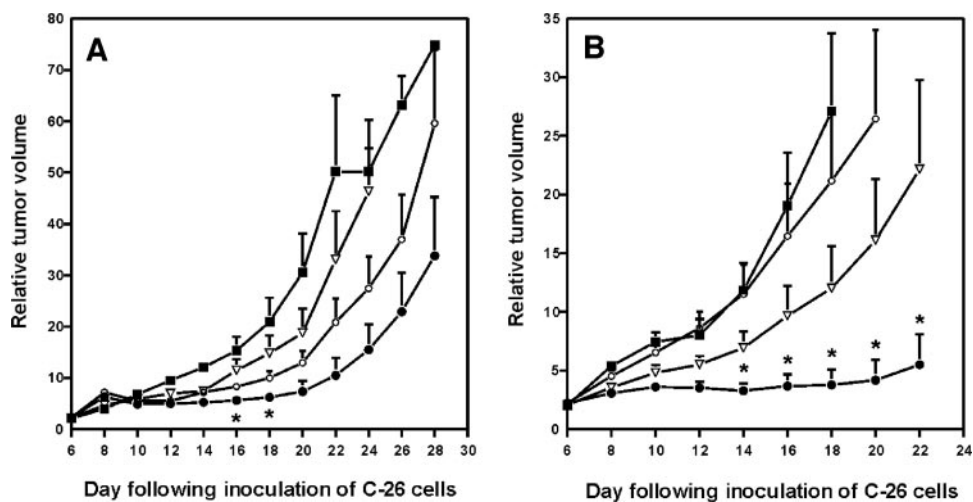 A
B
Relative tumor volume
80
70
60
50
40
30
20
10
0
6 8 10 12 14 16 18 20 22 24 26 28 30
* *
Day following inoculation of C-26 cells
Relative tumor volume
35
30
25
20
15
10
5
0
6 8 10 12 14 16 18 20 22 24
* * * * *
Day following inoculation of C-26 cells